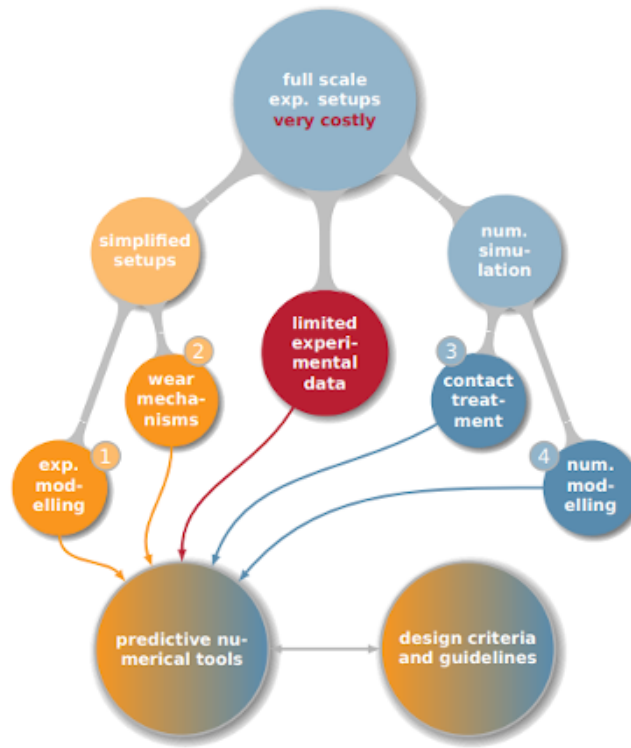 full scale
exp. setups
very costly
simplified
setups
num.
simu-
lation
limited
experi-
mental
data
2
wear
mecha-
nisms
3
contact
treat-
ment
1
exp.
mod-
elling
4
num.
mod-
elling
predictive nu-
merical tools
design criteria
and guidelines